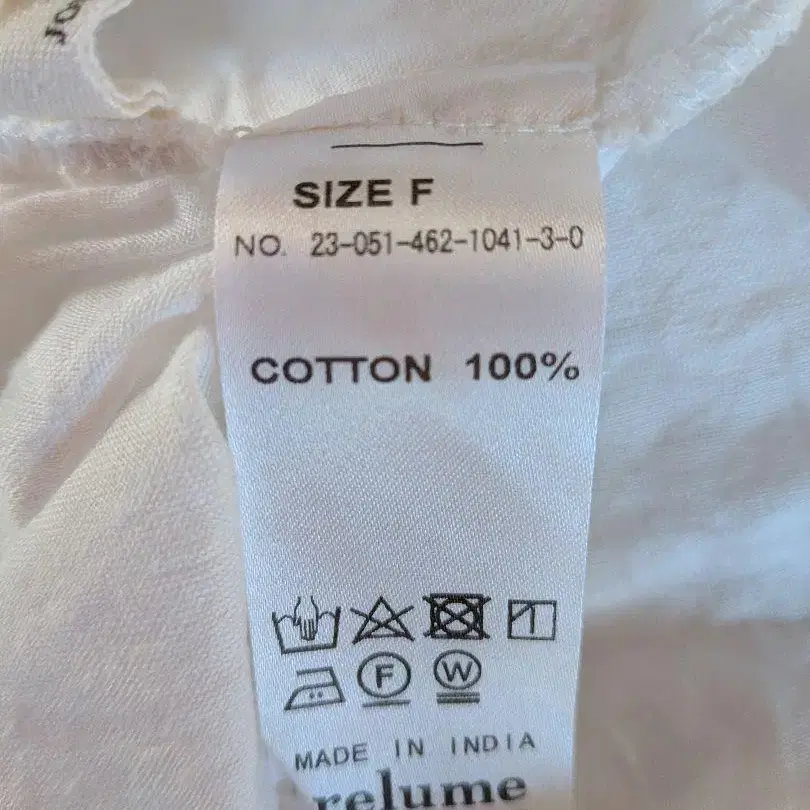 SIZE F
NO. 23-051-462-1041-3-0
COTTON 100%
F W
MADE IN INDIA
relume